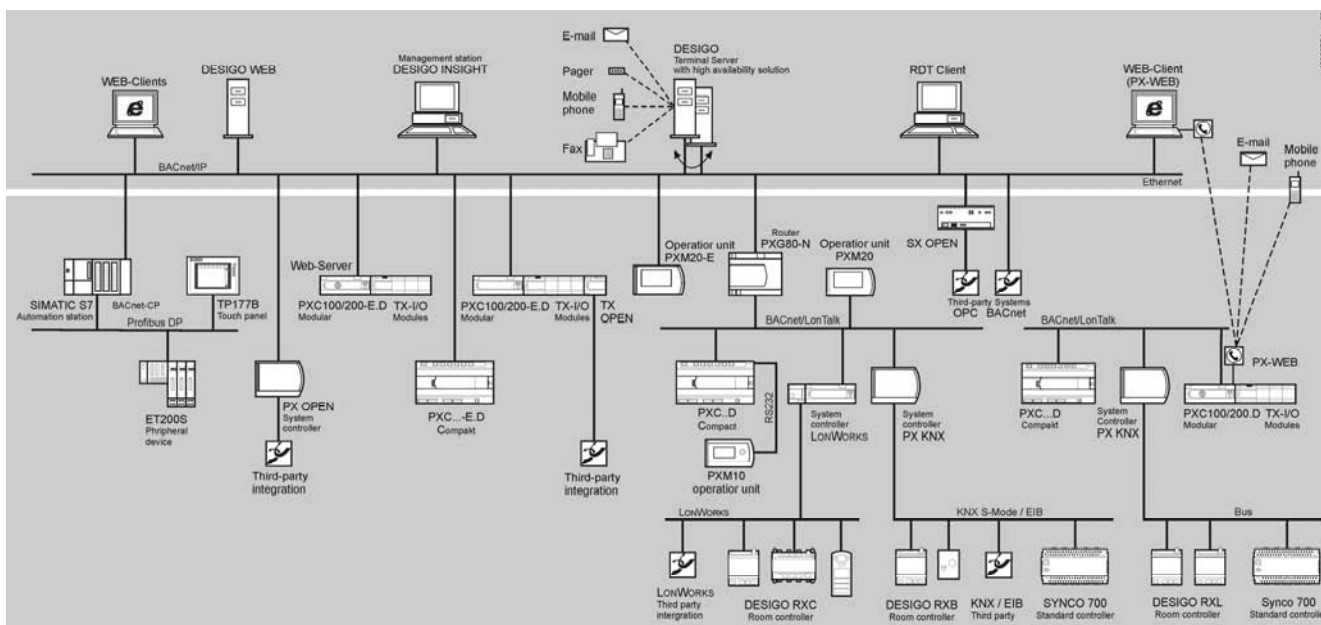 E-mail
DESIGO
Terminal Server
with high availability solution
Management station
DESIGO INSIGHT
DESIGO WEB
WEB-Clients
Pager
Mobile
phone
Fax
RDT Client
WEB-Client
(PX-WEB)
E-mail
Mobile
phone
BACnet/IP
Ethernet
SIMATIC S7
Automation station
BACnet-CP
TP177B
Touch panel
Profibus DP
ET200S
Phripheral
device
PX OPEN
System
controller
Third-party
integration
Web-Server
PXC100/200-E.D
Modular
TX-I/O
Modules
PXC...-E.D
Compakt
PXC100/200-E.D
Modular
TX-I/O
Modules
TX
OPEN
Third-party
integration
Operatior unit
PXM20-E
Router
PXG80-N
Operatior unit
PXM20
SX OPEN
Third-party
OPC
Systems
BACnet
BACnet/LonTalk
BACnet/LonTalk
PXC...D
Compact
RS232
PXM10
operatior unit
System
controller
LONWORKS
System
controller
PX KNX
PXC...D
Compakt
System
Controller
PX KNX
PX-WEB
PXC100/200.D
Modular
TX-I/O
Modules
LONWORKS
KNX S-Mode / EIB
Bus
LONWORKS
Third party
intergration
DESIGO RXC
Room controller
DESIGO RXB
Room controller
KNX / EIB
Third party
SYNCO 700
Standard controller
DESIGO RXL
Room controller
Synco 700
Standard controller